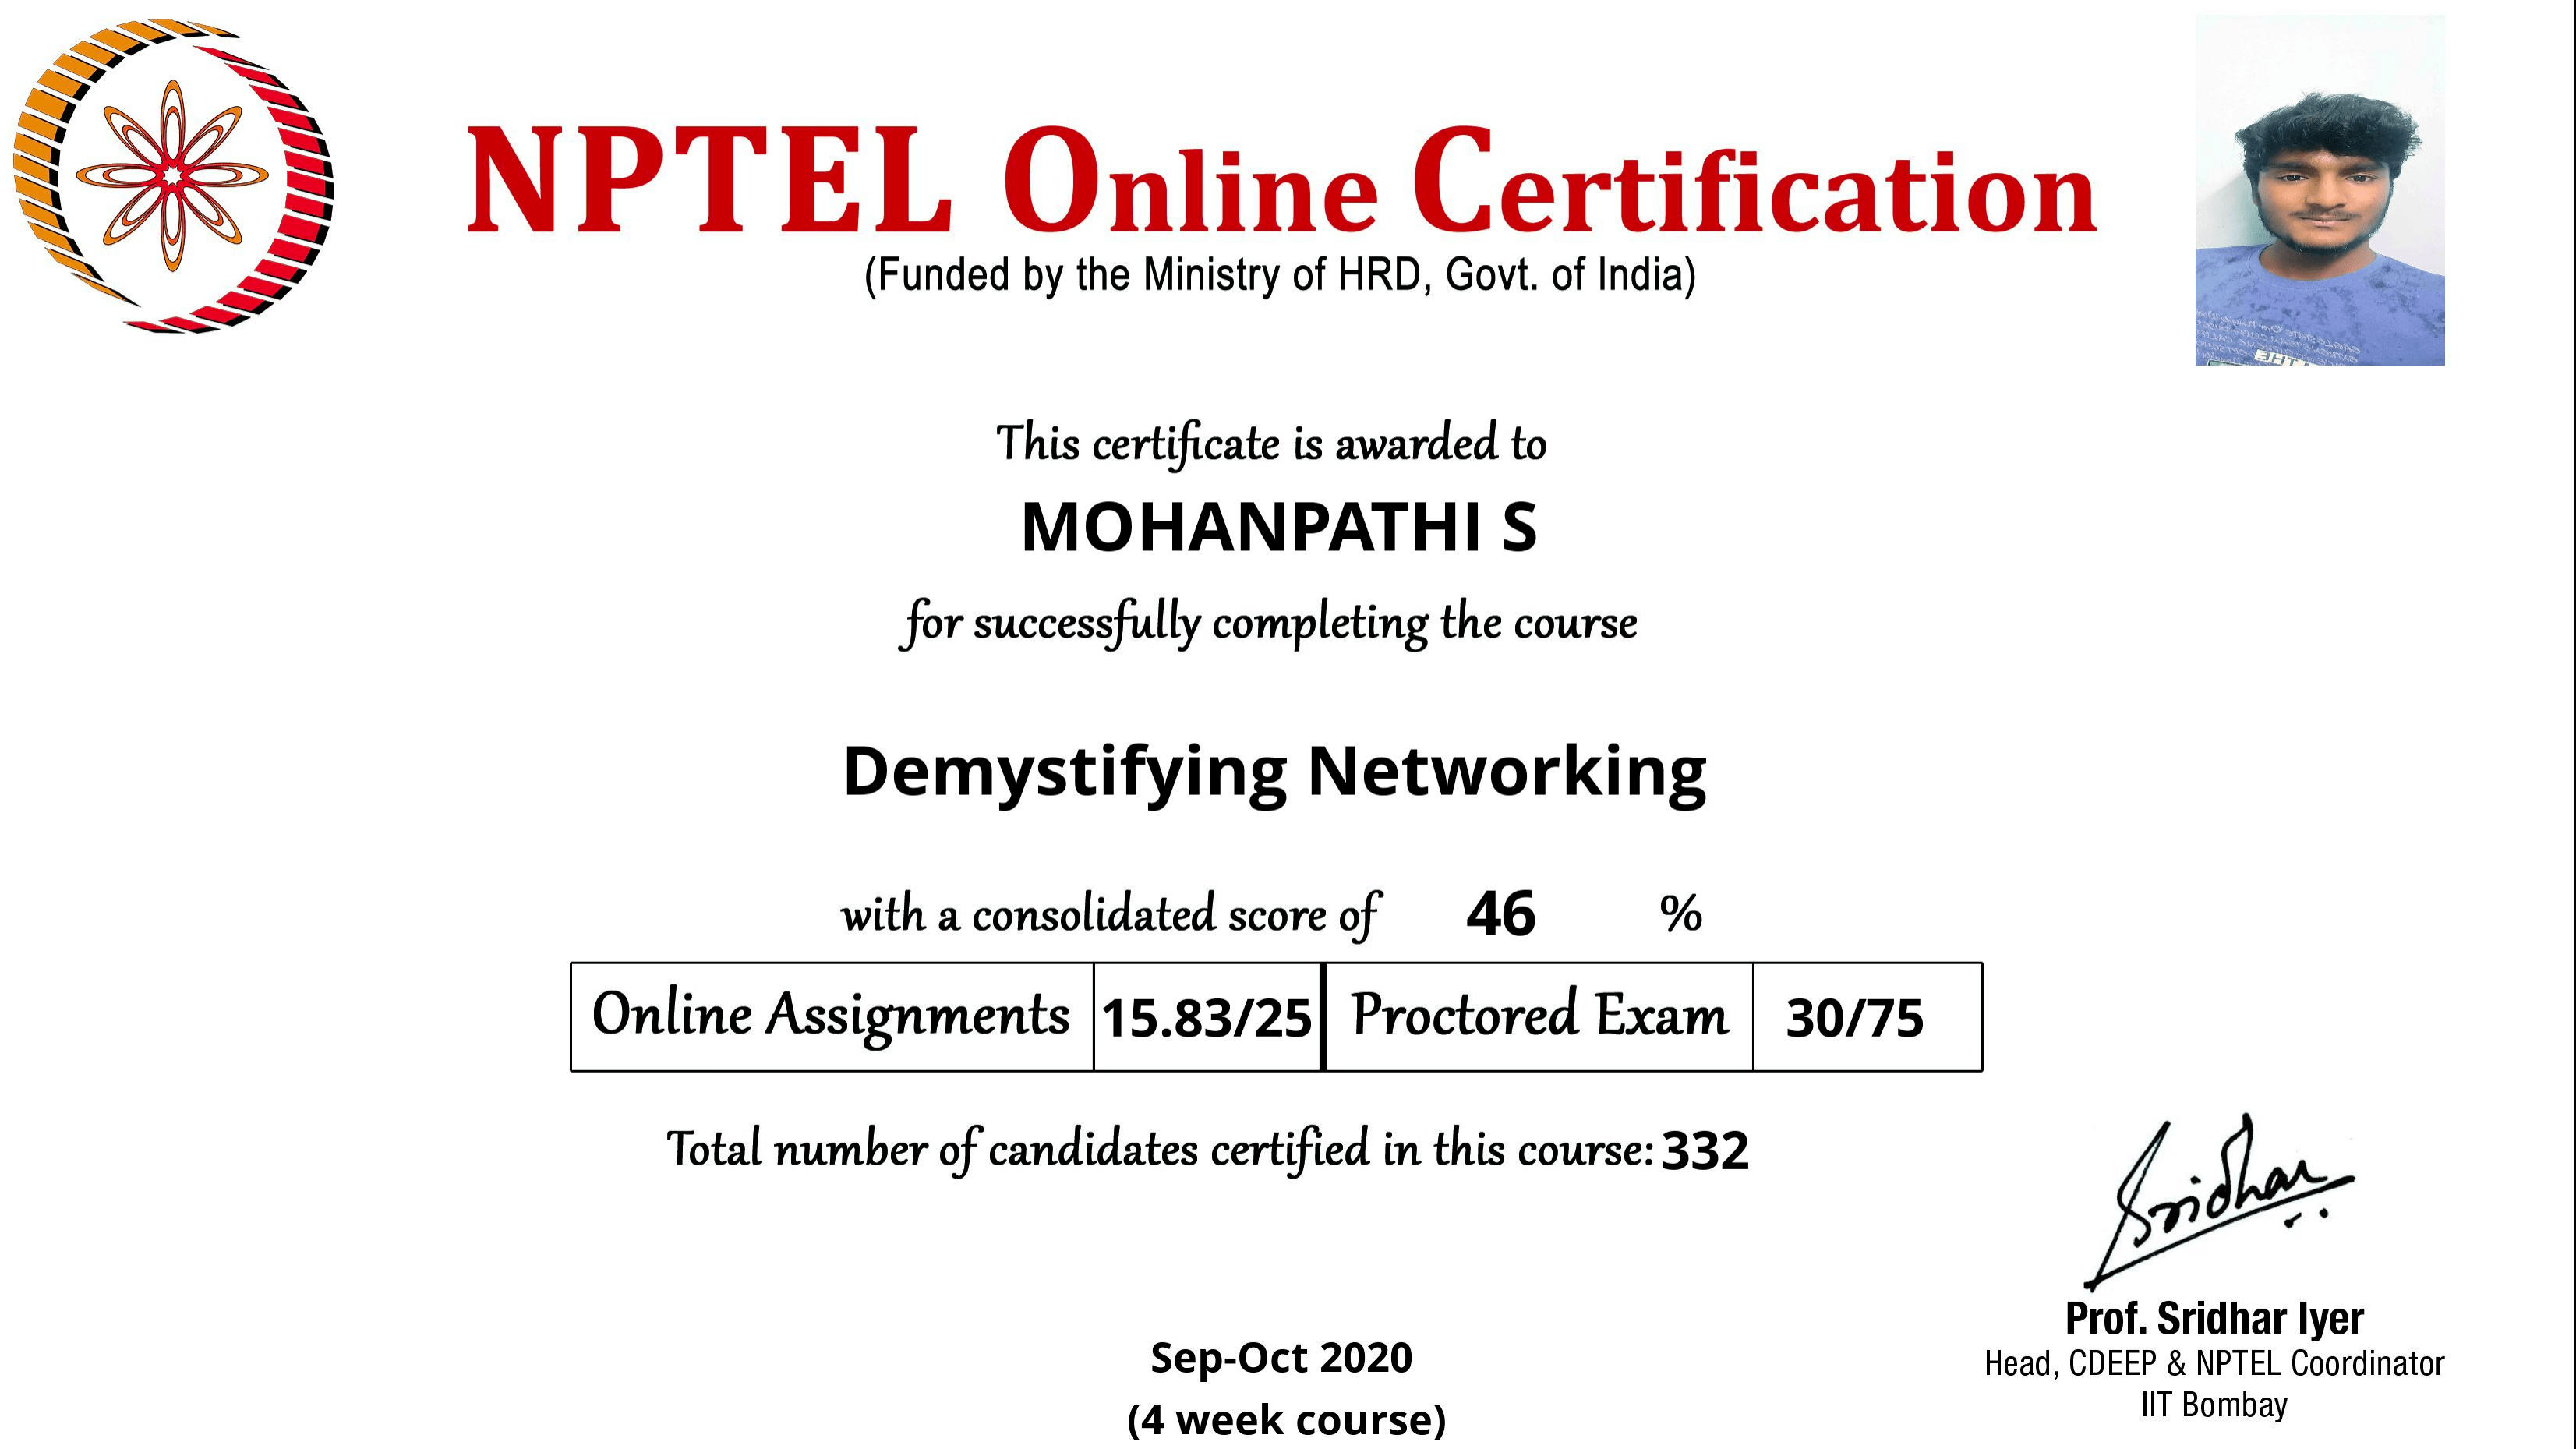 NPTEL Online Certification
(Funded by the Ministry of HRD, Govt. of India)
This certificate is awarded to
MOHANPATHI S
for successfully completing the course
Demystifying Networking
with a consolidated score of 46 %
Online Assignments 15.83/25 Proctored Exam 30/75
Total number of candidates certified in this course: 332
Sridhar
Prof. Sridhar Iyer
Head, CDEEP & NPTEL Coordinator
IIT Bombay
Sep-Oct 2020
(4 week course)